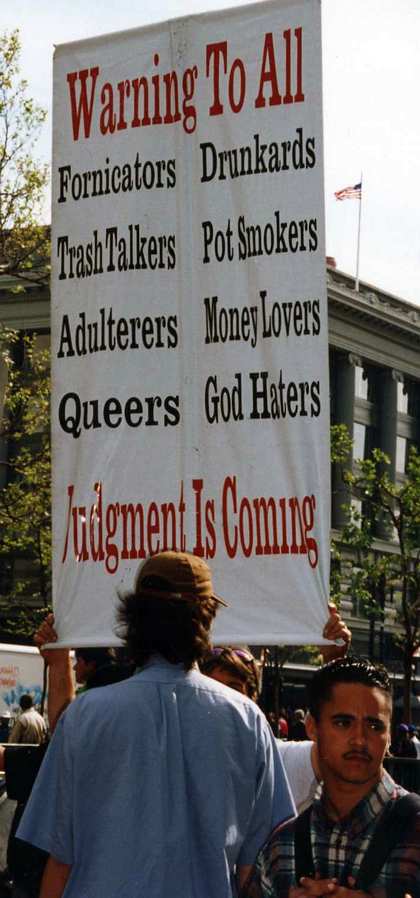 Warning To All
Fornicators Drunkards
Trash Talkers Pot Smokers
Adulterers Money Lovers
Queers God Haters
Judgment Is Coming